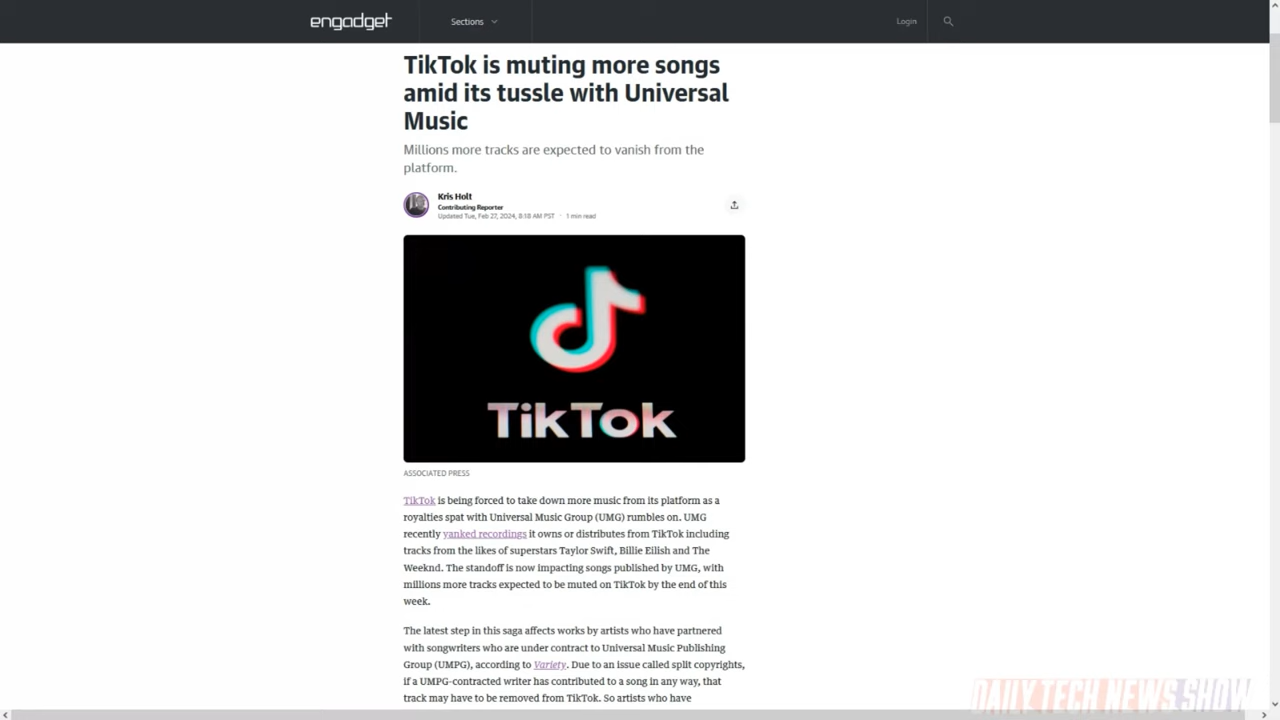 engadget
Sections
Login
TikTok is muting more songs
amid its tussle with Universal
Music
Millions more tracks are expected to vanish from the
platform.
Kris Holt
Contributing Reporter
Updated Tue, Feb 27, 2024, 8:18 AM PST · 1 min read
TikTok
ASSOCIATED PRESS
TikTok is being forced to take down more music from its platform as a
royalties spat with Universal Music Group (UMG) rumbles on. UMG
recently yanked recordings it owns or distributes from TikTok including
tracks from the likes of superstars Taylor Swift, Billie Eilish and The
Weeknd. The standoff is now impacting songs published by UMG, with
millions more tracks expected to be muted on TikTok by the end of this
week.
The latest step in this saga affects works by artists who have partnered
with songwriters who are under contract to Universal Music Publishing
Group (UMPG), according to Variety. Due to an issue called split copyrights,
if a UMPG-contracted writer has contributed to a song in any way, that
track may have to be removed from TikTok. So artists who have
DAILY TECH NEWS SHOW